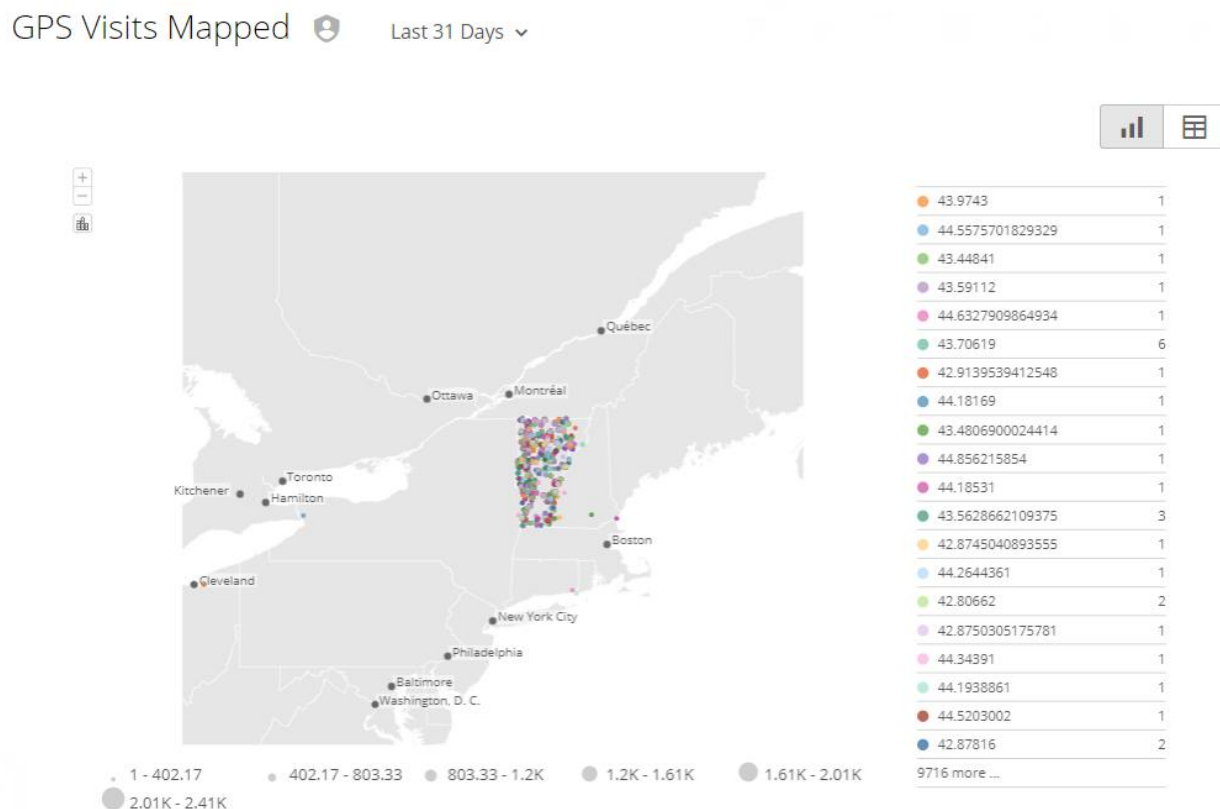 GPS Visits Mapped
Last 31 Days
+
−
Québec
Ottawa
Montréal
Toronto
Kitchener
Hamilton
Boston
Cleveland
New York City
Philadelphia
Baltimore
Washington, D. C.
43.9743 1
44.5575701829329 1
43.44841 1
43.59112 1
44.6327909864934 1
43.70619 6
42.9139539412548 1
44.18169 1
43.4806900024414 1
44.856215854 1
44.18531 1
43.5628662109375 3
42.8745040893555 1
44.2644361 1
42.80662 2
42.8750305175781 1
44.34391 1
44.1938861 1
44.5203002 1
42.87816 2
9716 more ...
1 - 402.17 402.17 - 803.33 803.33 - 1.2K 1.2K - 1.61K 1.61K - 2.01K
2.01K - 2.41K